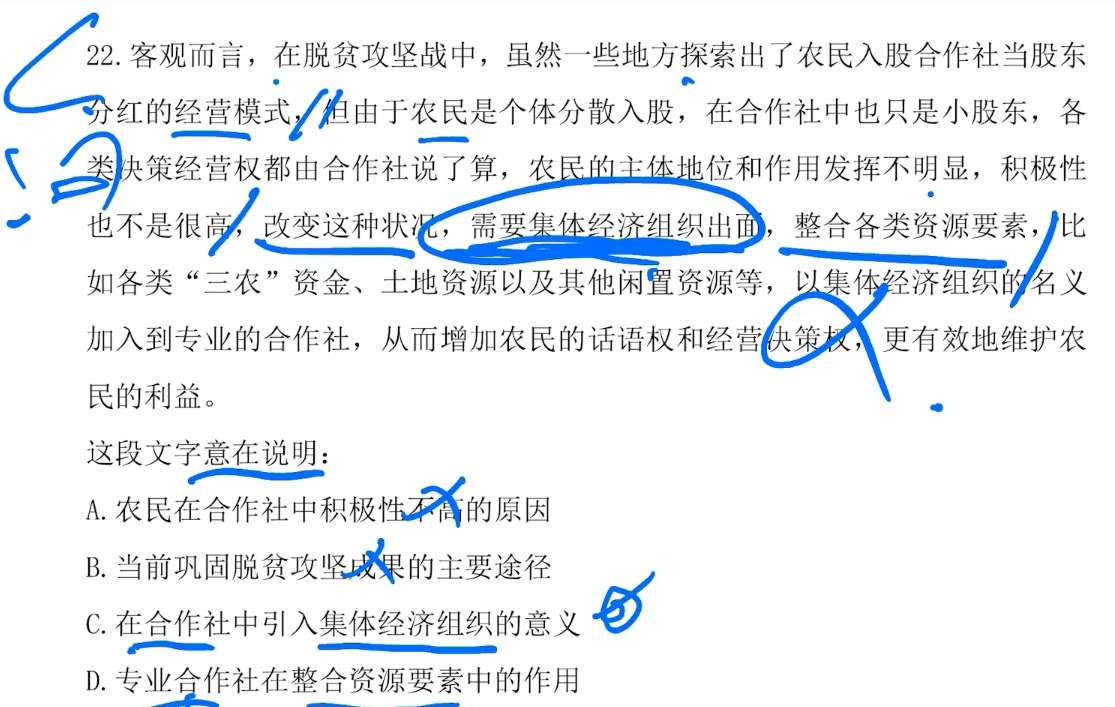 22.客观而言，在脱贫攻坚战中，虽然一些地方探索出了农民入股合作社当股东
分红的经营模式，但由于农民是个体分散入股，在合作社中也只是小股东，各
类决策经营权都由合作社说了算，农民的主体地位和作用发挥不明显，积极性
也不是很高，改变这种状况，需要集体经济组织出面，整合各类资源要素，比
如各类“三农”资金、土地资源以及其他闲置资源等，以集体经济组织的名义
加入到专业的合作社，从而增加农民的话语权和经营决策权，更有效地维护农
民的利益。
这段文字意在说明：
A.农民在合作社中积极性不高的原因
B.当前巩固脱贫攻坚成果的主要途径
C.在合作社中引入集体经济组织的意义
D.专业合作社在整合资源要素中的作用